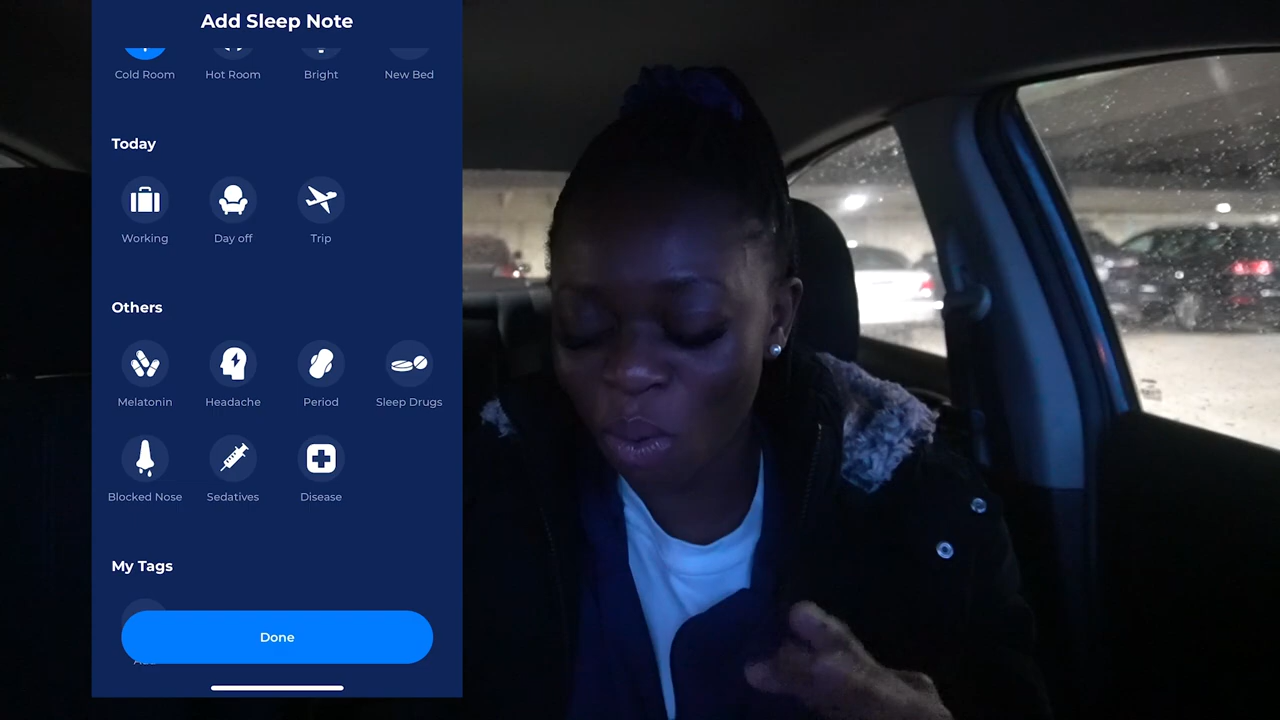 Add Sleep Note
Cold Room Hot Room Bright New Bed
Today
Working Day off Trip
Others
Melatonin Headache Period Sleep Drugs
Blocked Nose Sedatives Disease
My Tags
Done